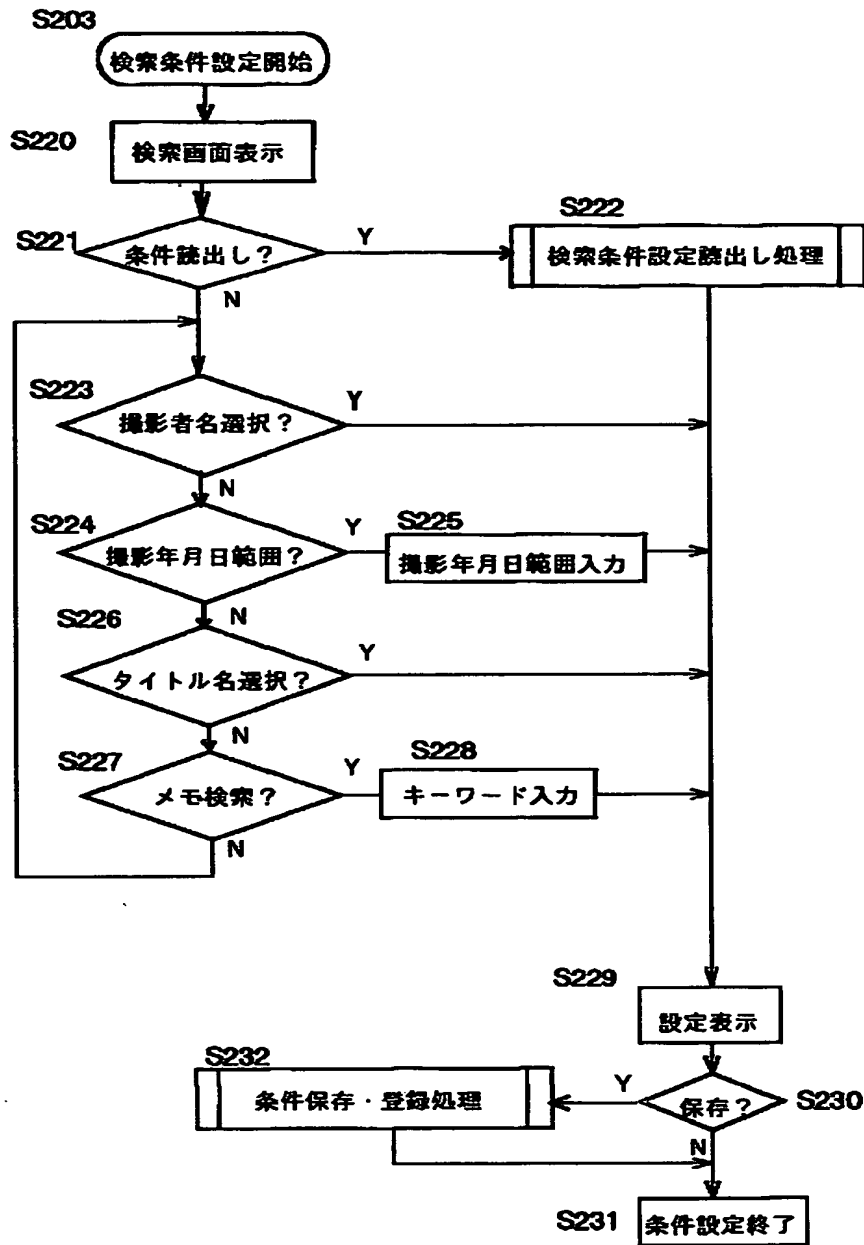 S203
検索条件設定開始
S220
検索画面表示
S221
条件読出し?
Y
N
S222
検索条件設定読出し処理
S223
撮影者名選択?
Y
N
S224
撮影年月日範囲?
Y
N
S225
撮影年月日範囲入力
S226
タイトル名選択?
Y
N
S227
メモ検索?
Y
N
S228
キーワード入力
S229
設定表示
S230
保存?
Y
N
S232
条件保存・登録処理
S231
条件設定終了